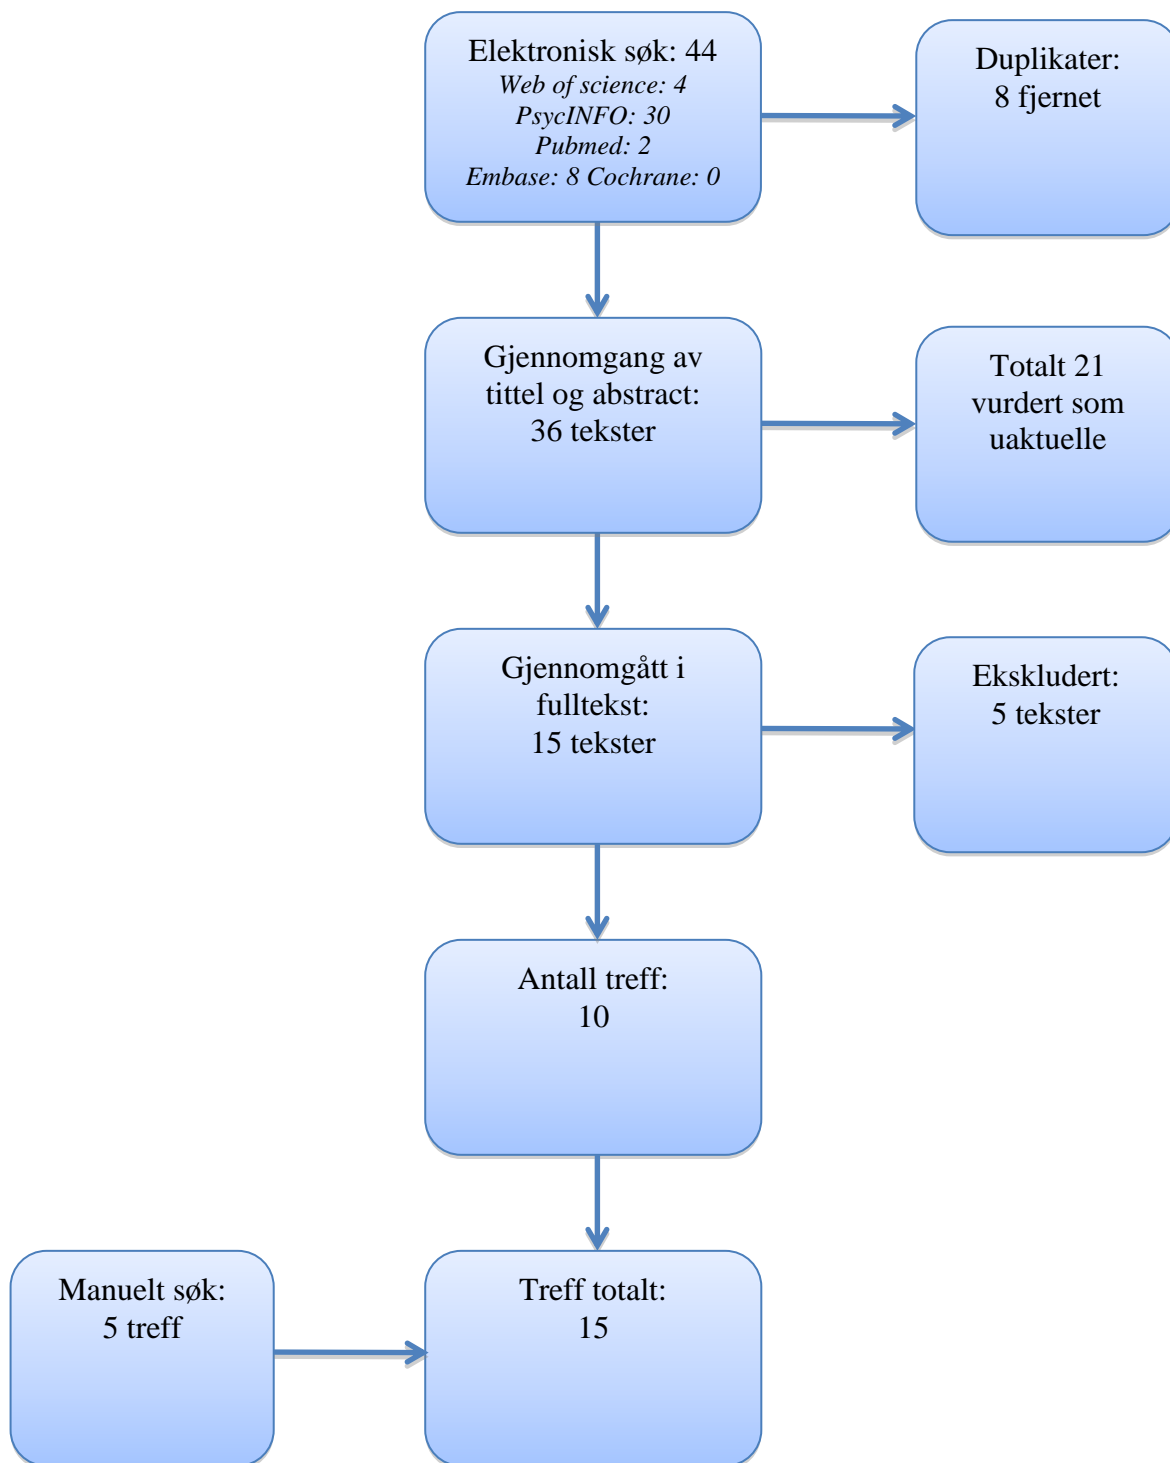 Elektronisk søk: 44
Web of science: 4
PsycINFO: 30
Pubmed: 2
Embase: 8 Cochrane: 0
Duplikater:
8 fjernet
Gjennomgang av
tittel og abstract:
36 tekster
Totalt 21
vurdert som
uaktuelle
Gjennomgått i
fulltekst:
15 tekster
Ekskludert:
5 tekster
Antall treff:
10
Manuelt søk:
5 treff
Treff totalt:
15